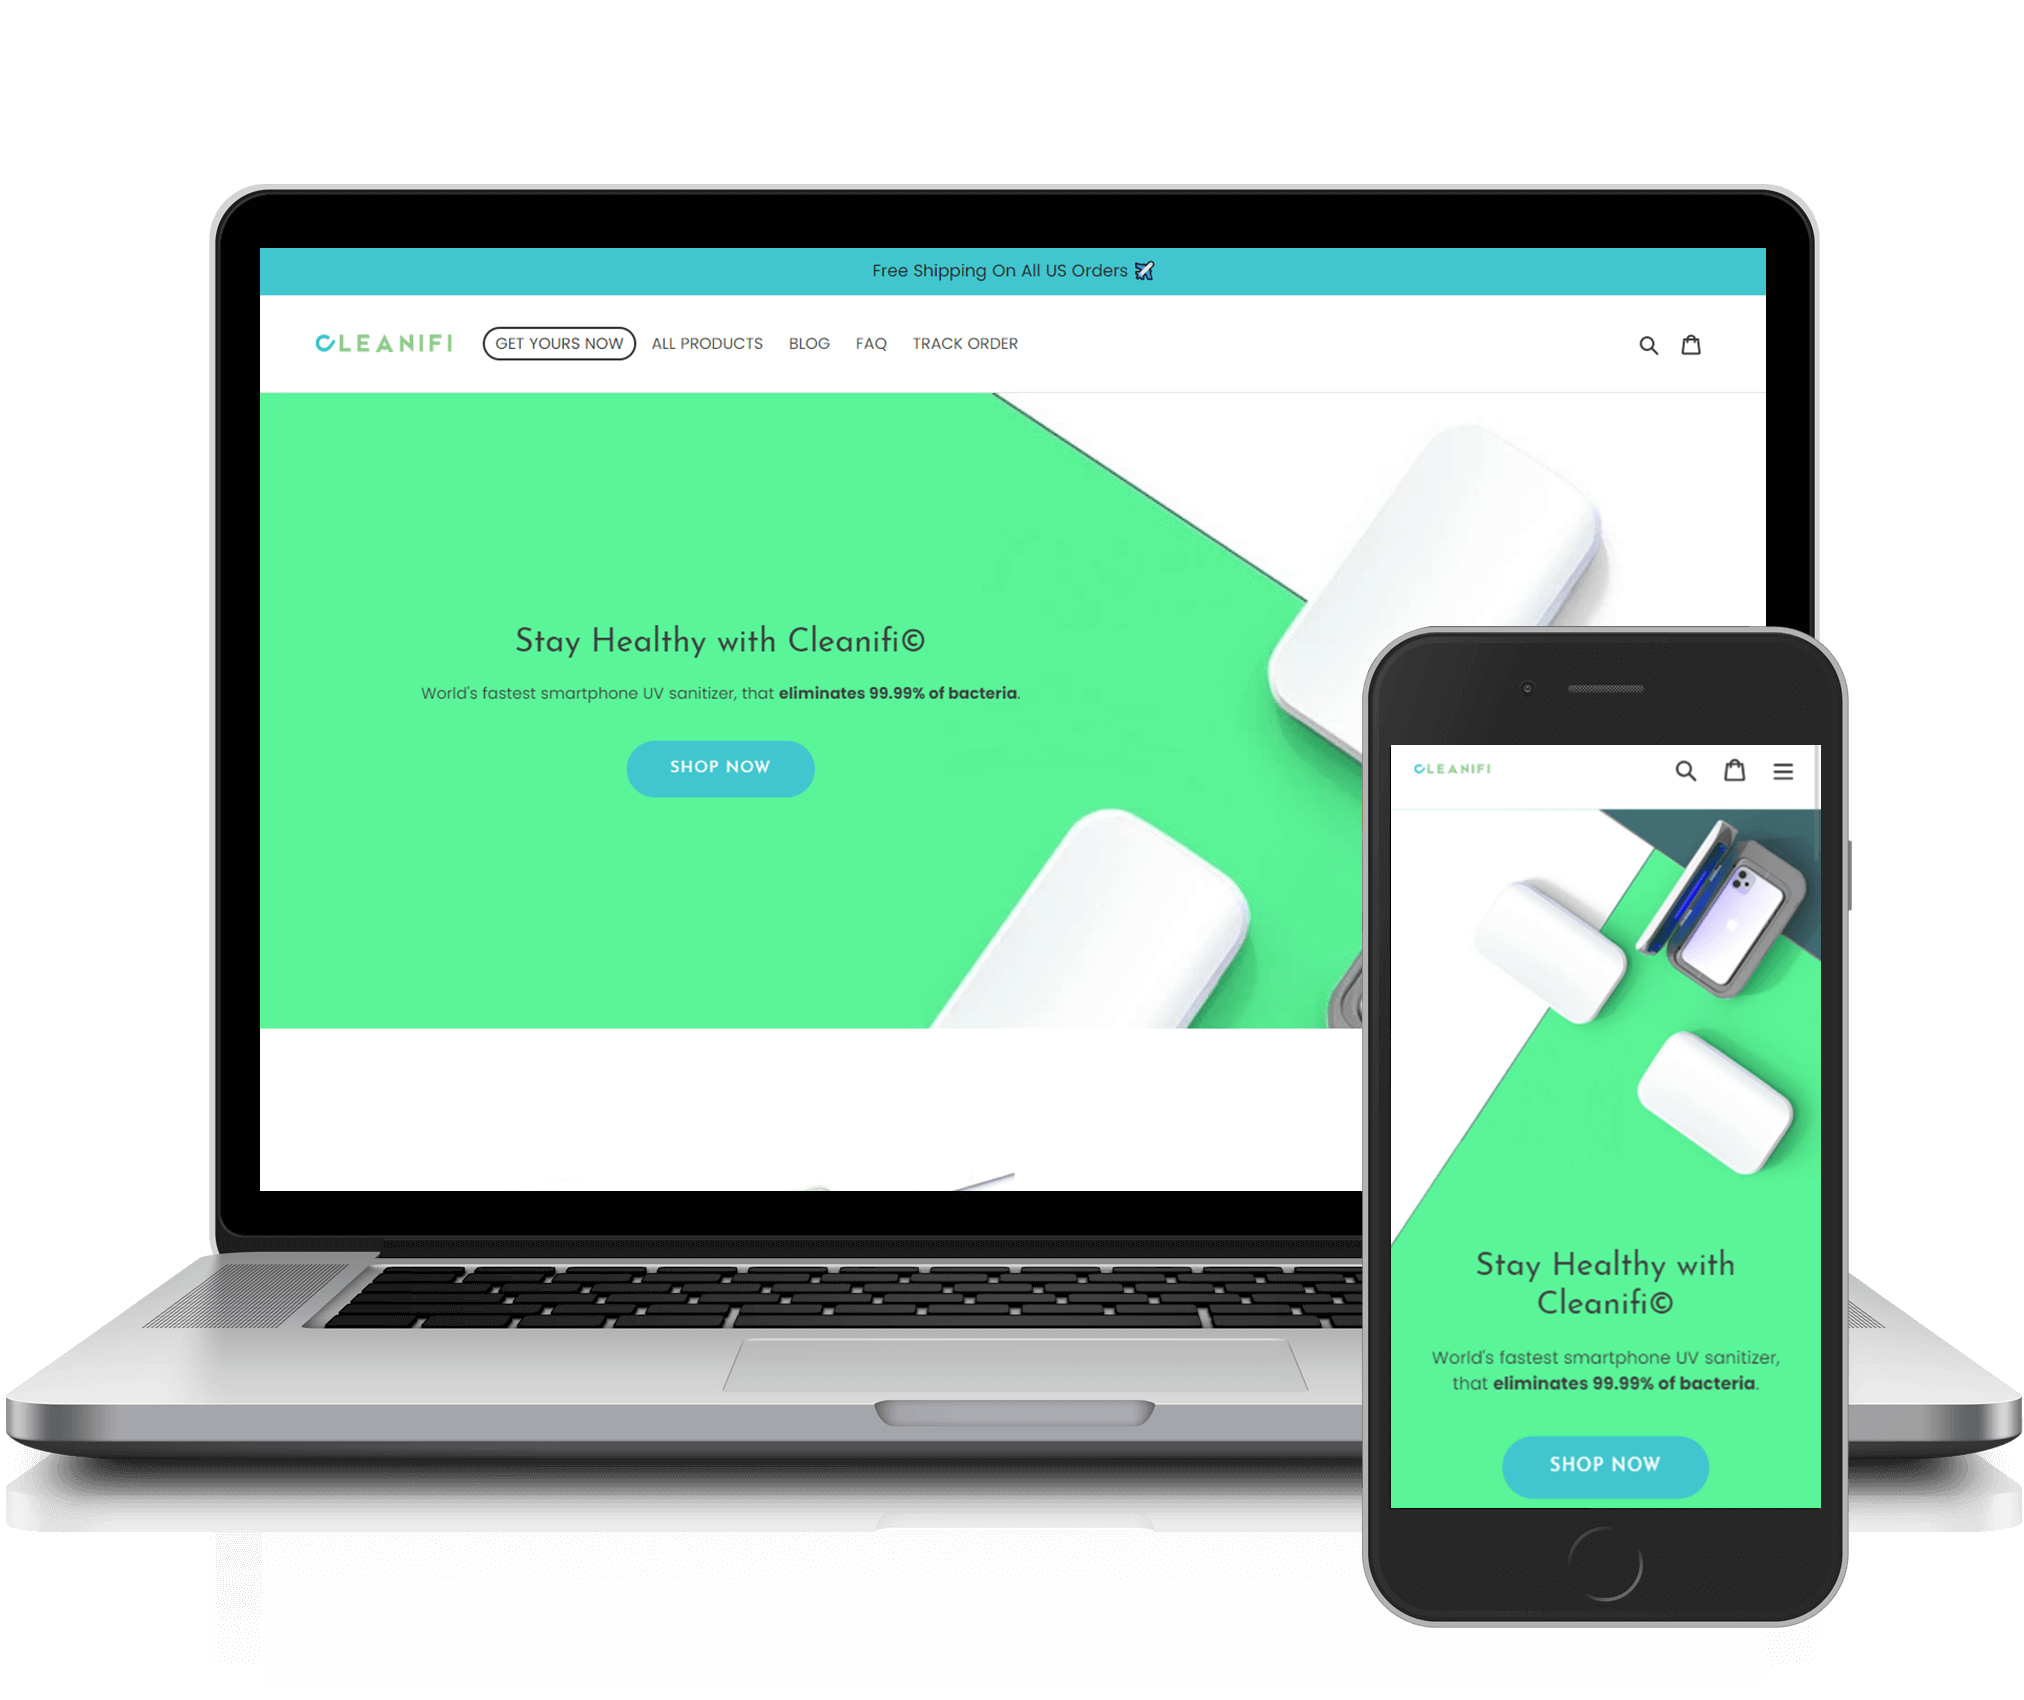 Free Shipping On All US Orders ✈️
CLEANIFI GET YOURS NOW ALL PRODUCTS BLOG FAQ TRACK ORDER
Stay Healthy with Cleanifi©
World's fastest smartphone UV sanitizer, that eliminates 99.99% of bacteria.
SHOP NOW
CLEANIFI
Stay Healthy with
Cleanifi©
World's fastest smartphone UV sanitizer,
that eliminates 99.99% of bacteria.
SHOP NOW